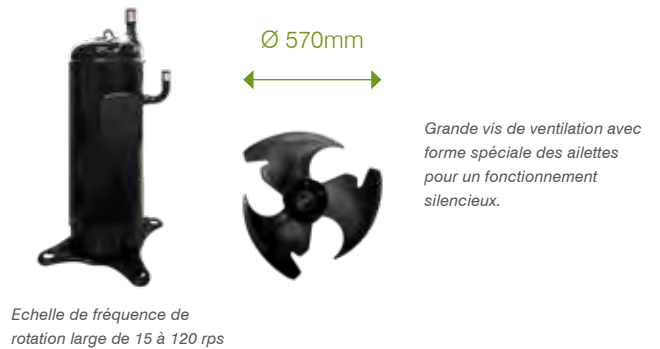 Ø 570mm
Grande vis de ventilation avec
forme spéciale des ailettes
pour un fonctionnement
silencieux.
Echelle de fréquence de
rotation large de 15 à 120 rps